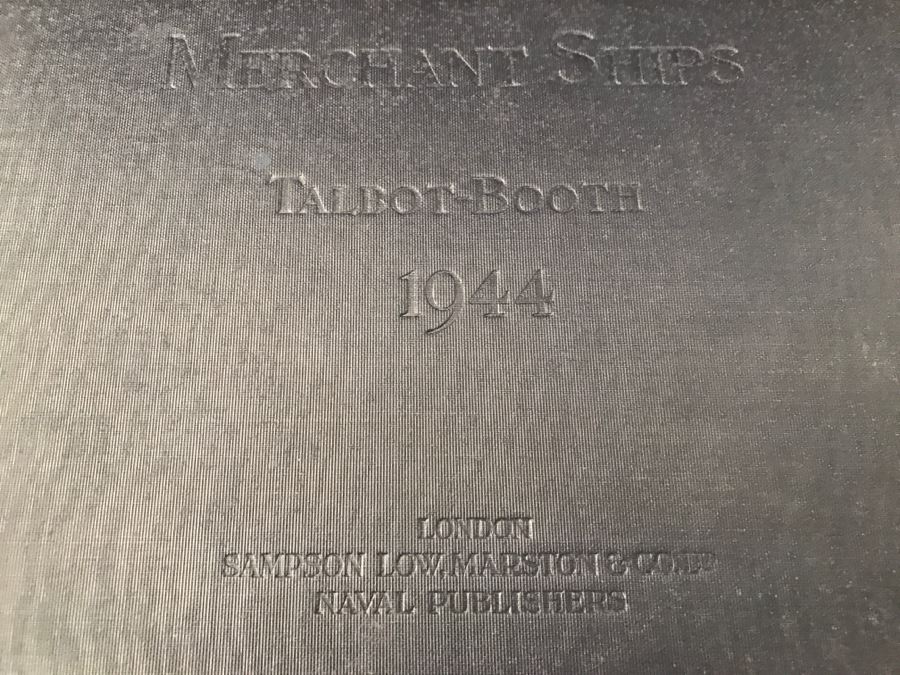 MERCHANT SHIPS
TALBOT-BOOTH
1944
LONDON
SAMPSON LOW, MARSTON & CO. LTD
NAVAL PUBLISHERS